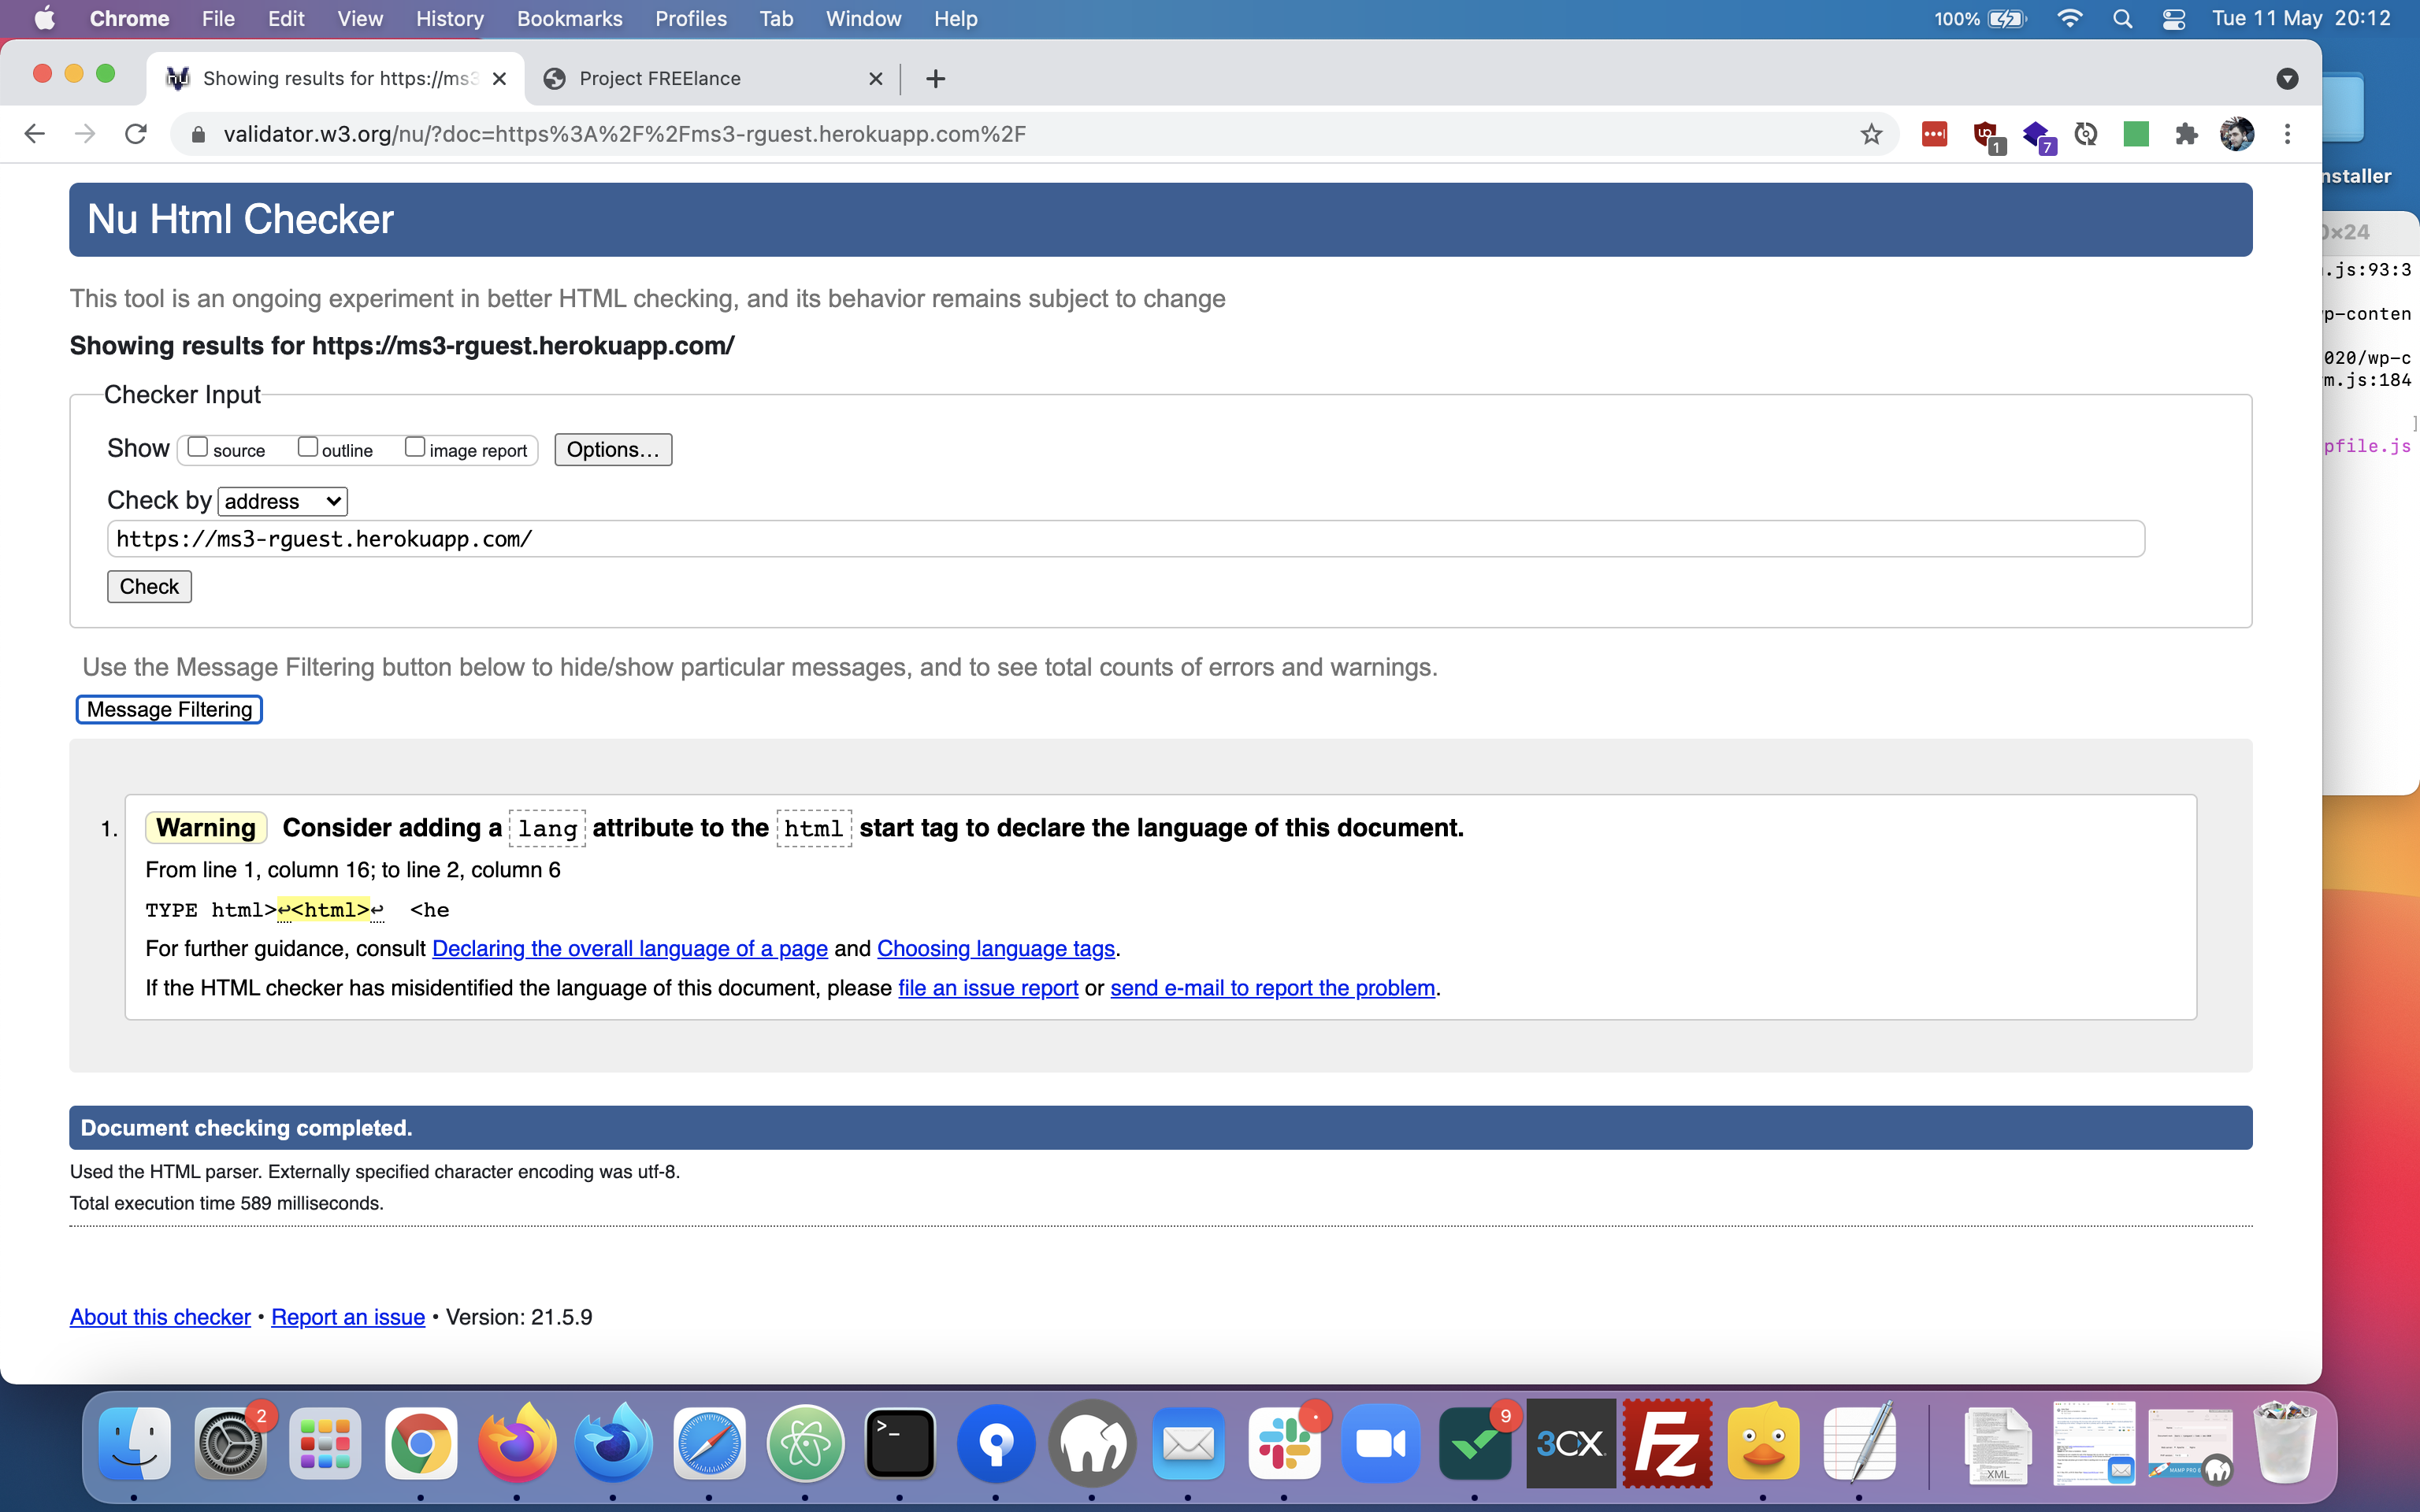 Chrome File Edit View History Bookmarks Profiles Tab Window Help 100% Tue 11 May 20:12
Showing results for https://ms3 Project FREElance
validator.w3.org/nu/?doc=https%3A%2F%2Fms3-rguest.herokuapp.com%2F 1 7
nstaller
Nu Html Checker
×24
.js:93:3
This tool is an ongoing experiment in better HTML checking, and its behavior remains subject to change
p-conten
Showing results for https://ms3-rguest.herokuapp.com/
020/wp-c
m.js:184
Checker Input
]
Show source outline image report Options...
pfile.js
Check by address
https://ms3-rguest.herokuapp.com/
Check
Use the Message Filtering button below to hide/show particular messages, and to see total counts of errors and warnings.
Message Filtering
1. Warning Consider adding a lang attribute to the html start tag to declare the language of this document.
From line 1, column 16; to line 2, column 6
TYPE html>↩<html>↩ <he
For further guidance, consult Declaring the overall language of a page and Choosing language tags.
If the HTML checker has misidentified the language of this document, please file an issue report or send e-mail to report the problem.
Document checking completed.
Used the HTML parser. Externally specified character encoding was utf-8.
Total execution time 589 milliseconds.
About this checker • Report an issue • Version: 21.5.9
2 9
3CX Fz XML MAMP PRO